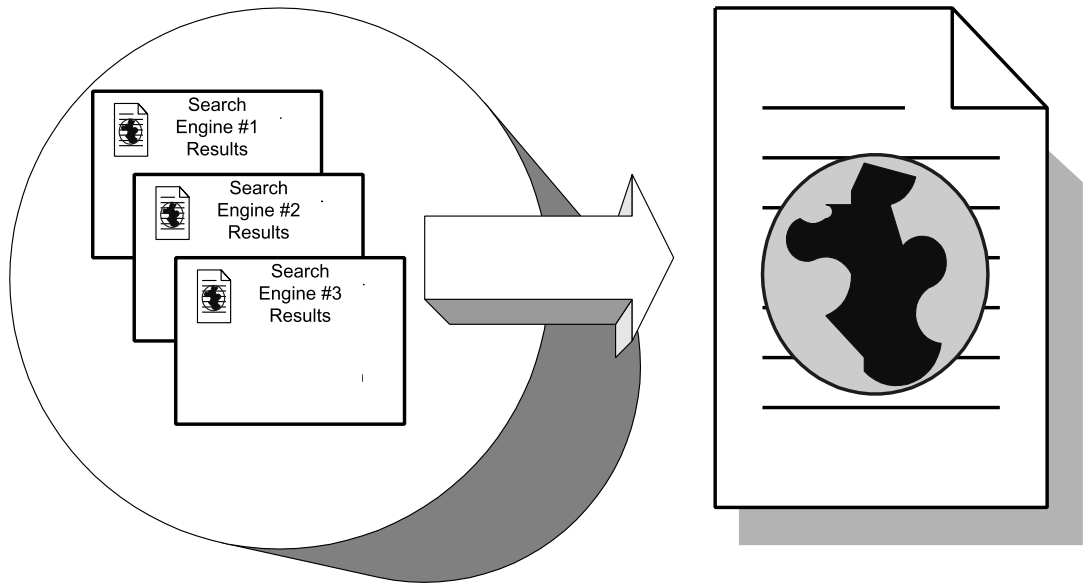 Search
Engine #1
Results
Search
Engine #2
Results
Search
Engine #3
Results